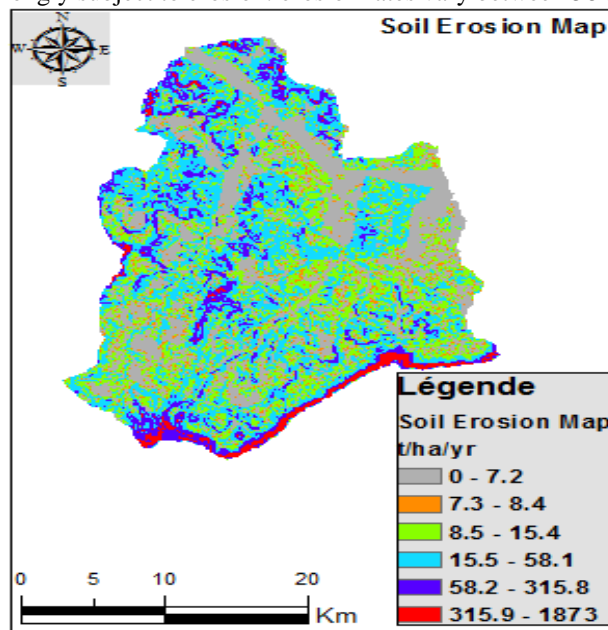 Soil Erosion Map
N
W E
S
Légende
Soil Erosion Map
t/ha/yr
0 - 7.2
7.3 - 8.4
8.5 - 15.4
15.5 - 58.1
58.2 - 315.8
315.9 - 1873
0 5 10 20
Km